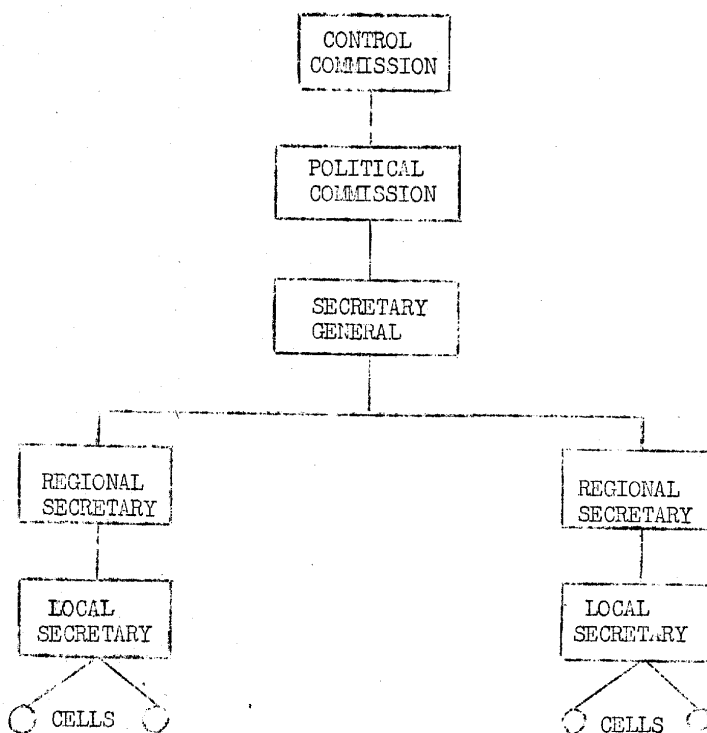 CONTROL
COMMISSION
POLITICAL
COMMISSION
SECRETARY
GENERAL
REGIONAL
SECRETARY
REGIONAL
SECRETARY
LOCAL
SECRETARY
LOCAL
SECRETARY
CELLS
CELLS